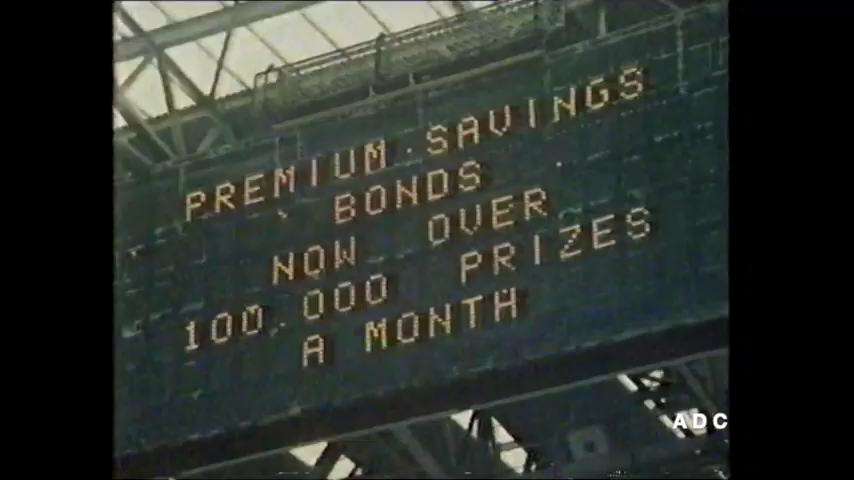 PREMIUM SAVINGS
BONDS
NOW OVER
100,000 PRIZES
A MONTH
ADC